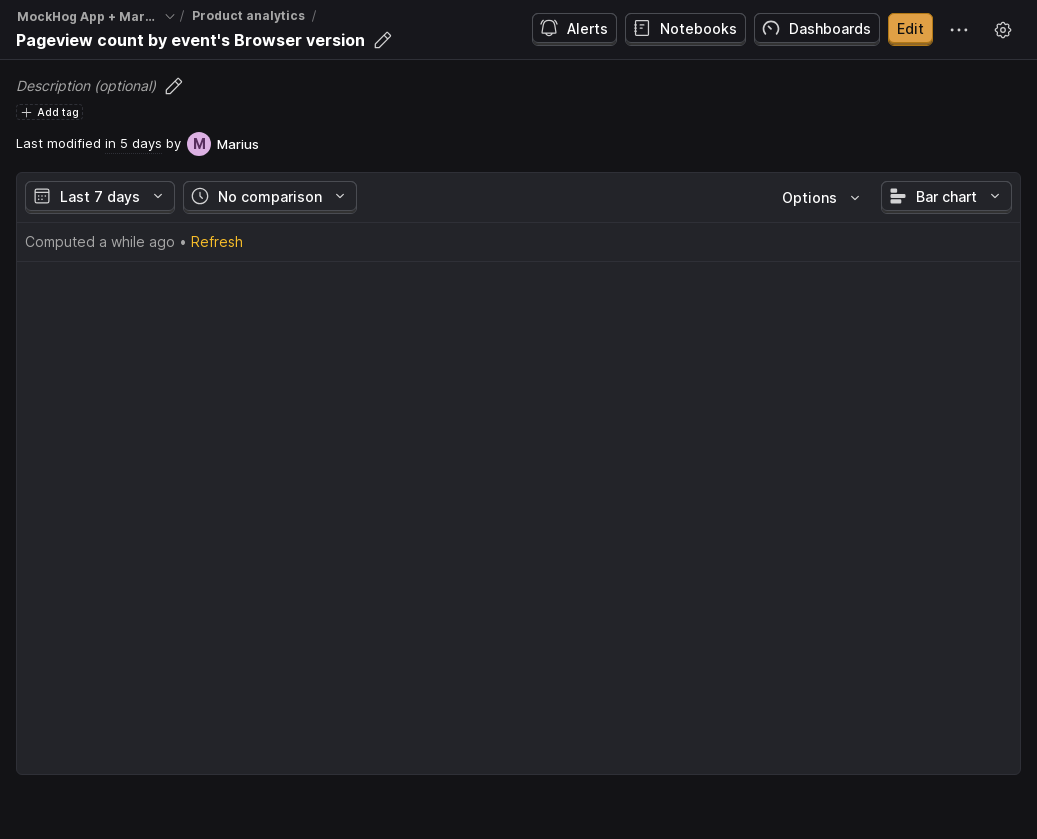 MockHog App + Mar... / Product analytics /
Pageview count by event's Browser version
Alerts Notebooks Dashboards Edit
Description (optional)
Add tag
Last modified in 5 days by M Marius
Last 7 days No comparison Options Bar chart
Computed a while ago • Refresh